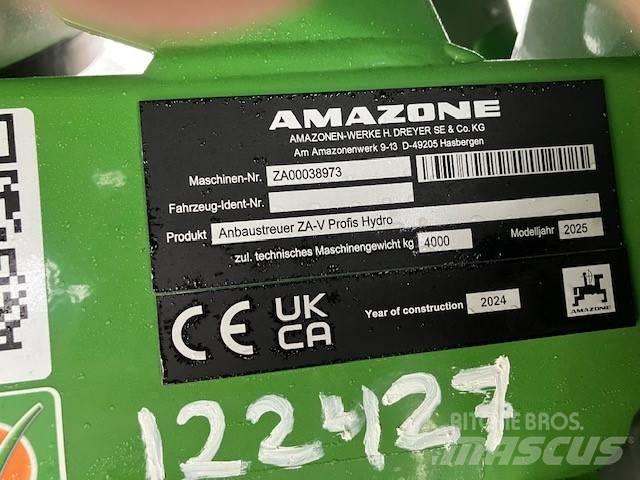 AMAZONE
AMAZONEN-WERKE H. DREYER SE & Co. KG
Am Amazonenwerk 9-13 D-49205 Hasbergen
Maschinen-Nr. ZA00038973
Fahrzeug-Ident-Nr.
Produkt Anbaustreuer ZA-V Profis Hydro
zul. technisches Maschinengewicht kg 4000 Modelljahr 2025
CE UK CA Year of construction 2024 AMAZONE
122427
RITCHIE BROS.
MASCUS